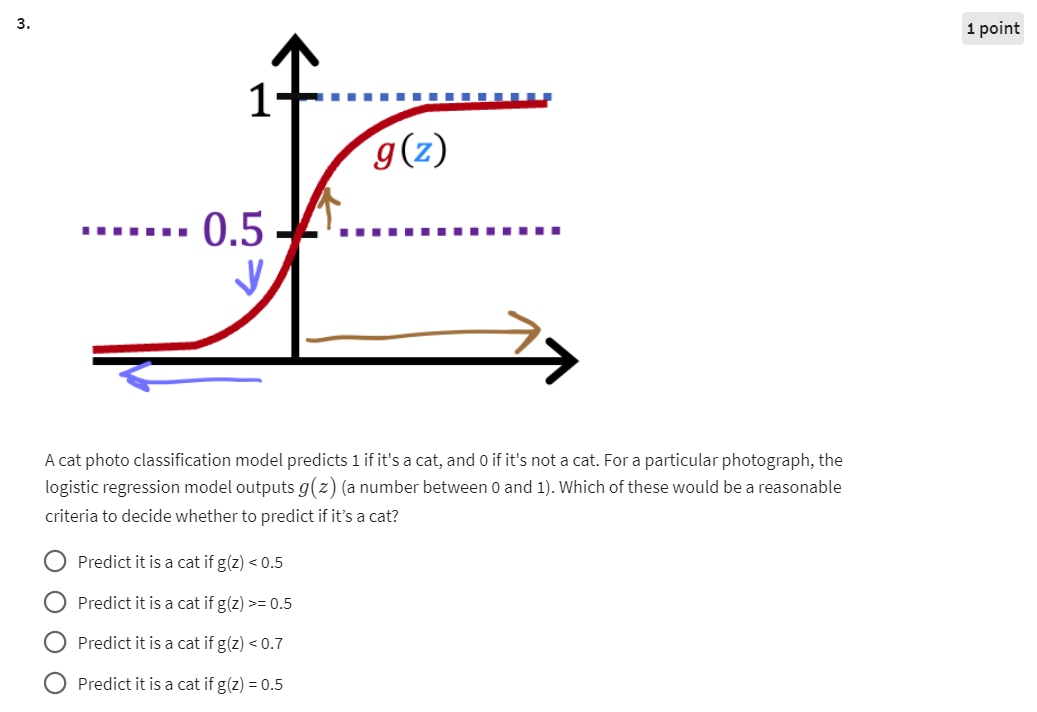 3.
1 point
1
g(z)
0.5
A cat photo classification model predicts 1 if it's a cat, and 0 if it's not a cat. For a particular photograph, the
logistic regression model outputs g(z) (a number between 0 and 1). Which of these would be a reasonable
criteria to decide whether to predict if it’s a cat?
Predict it is a cat if g(z) < 0.5
Predict it is a cat if g(z) >= 0.5
Predict it is a cat if g(z) < 0.7
Predict it is a cat if g(z) = 0.5